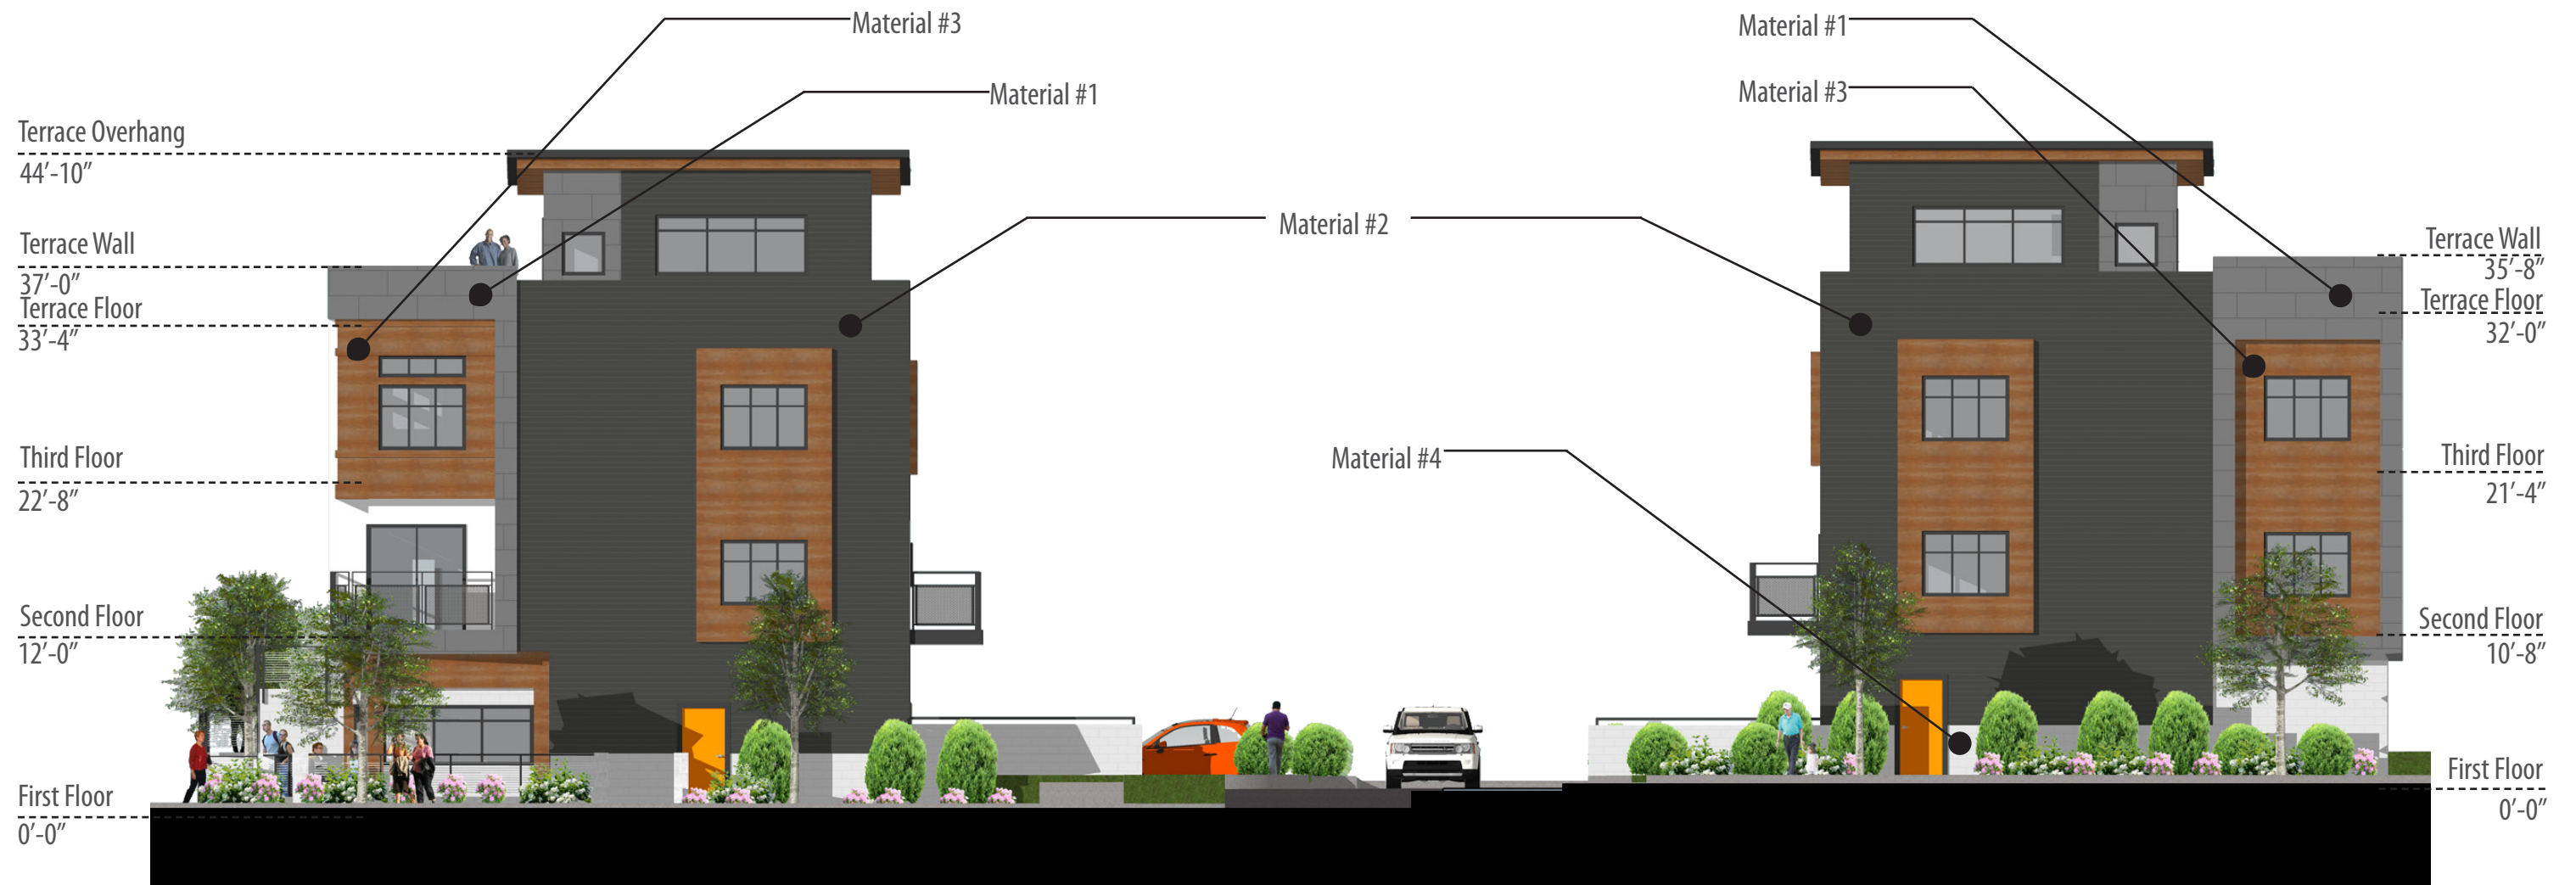 Material #3
Material #1
Material #1
Material #3
Terrace Overhang
44'-10"
Terrace Wall
37'-0"
Terrace Floor
33'-4"
Third Floor
22'-8"
Second Floor
12'-0"
First Floor
0'-0"
Material #2
Material #4
Terrace Wall
35'-8"
Terrace Floor
32'-0"
Third Floor
21'-4"
Second Floor
10'-8"
First Floor
0'-0"